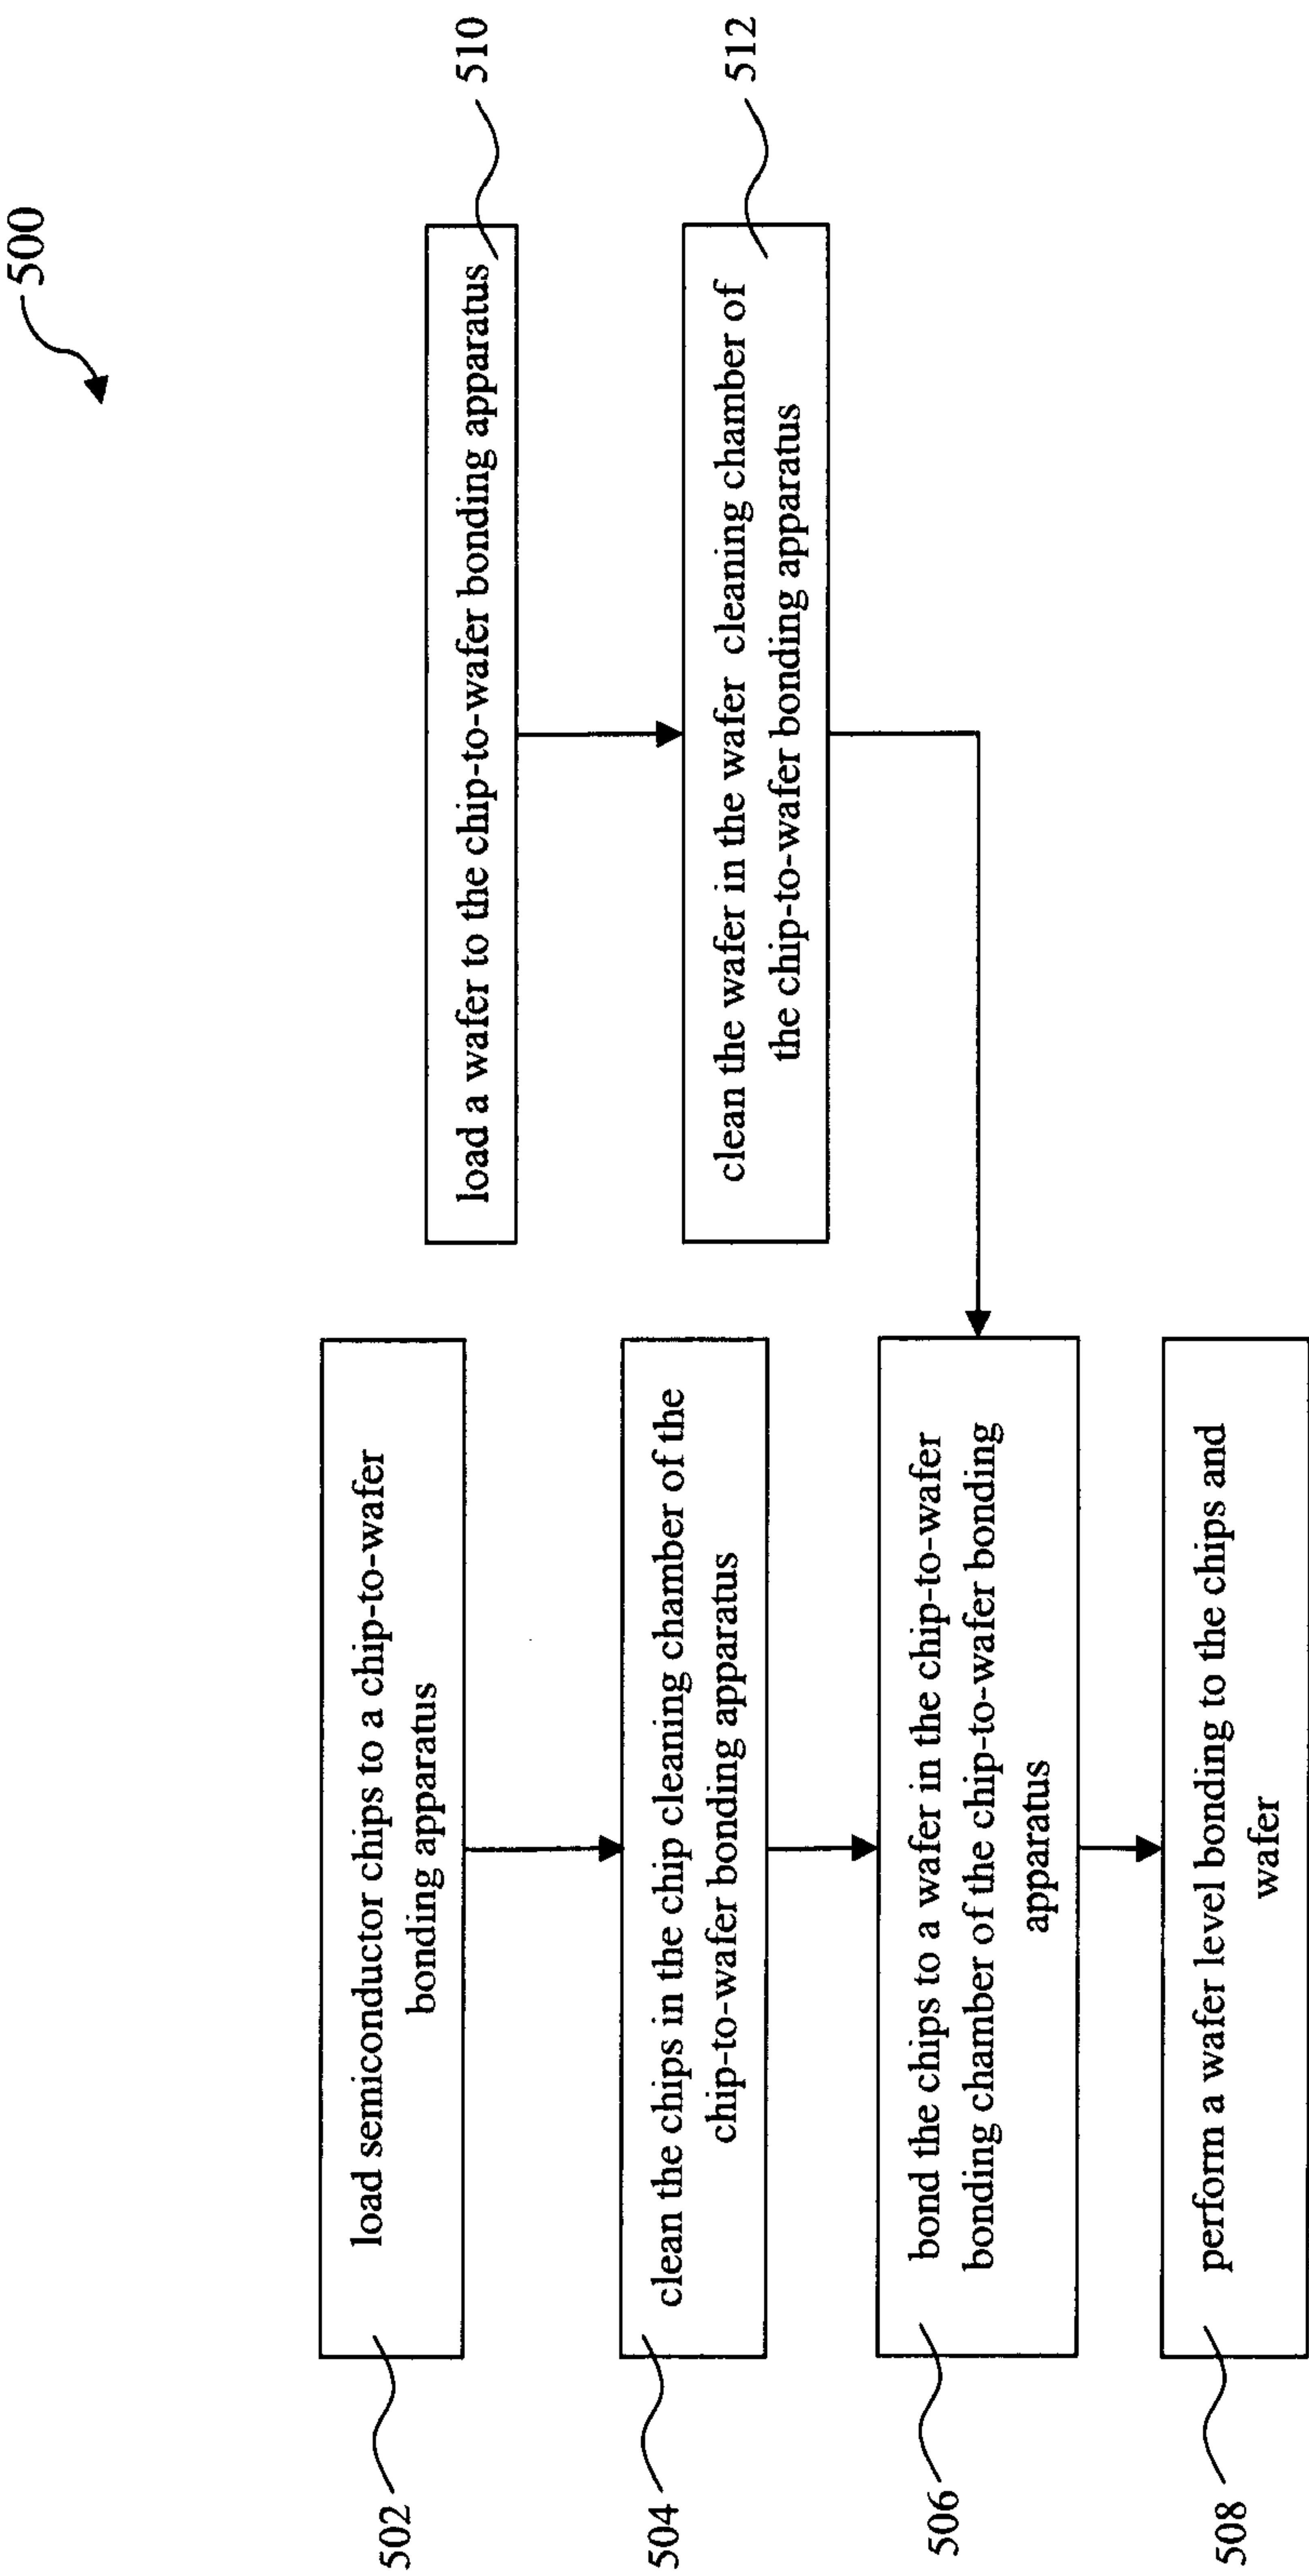 500
502
load semiconductor chips to a chip-to-wafer
bonding apparatus
504
clean the chips in the chip cleaning chamber of the
chip-to-wafer bonding apparatus
506
bond the chips to a wafer in the chip-to-wafer
bonding chamber of the chip-to-wafer bonding
apparatus
508
perform a wafer level bonding to the chips and
wafer
load a wafer to the chip-to-wafer bonding apparatus
510
clean the wafer in the wafer cleaning chamber of
the chip-to-wafer bonding apparatus
512